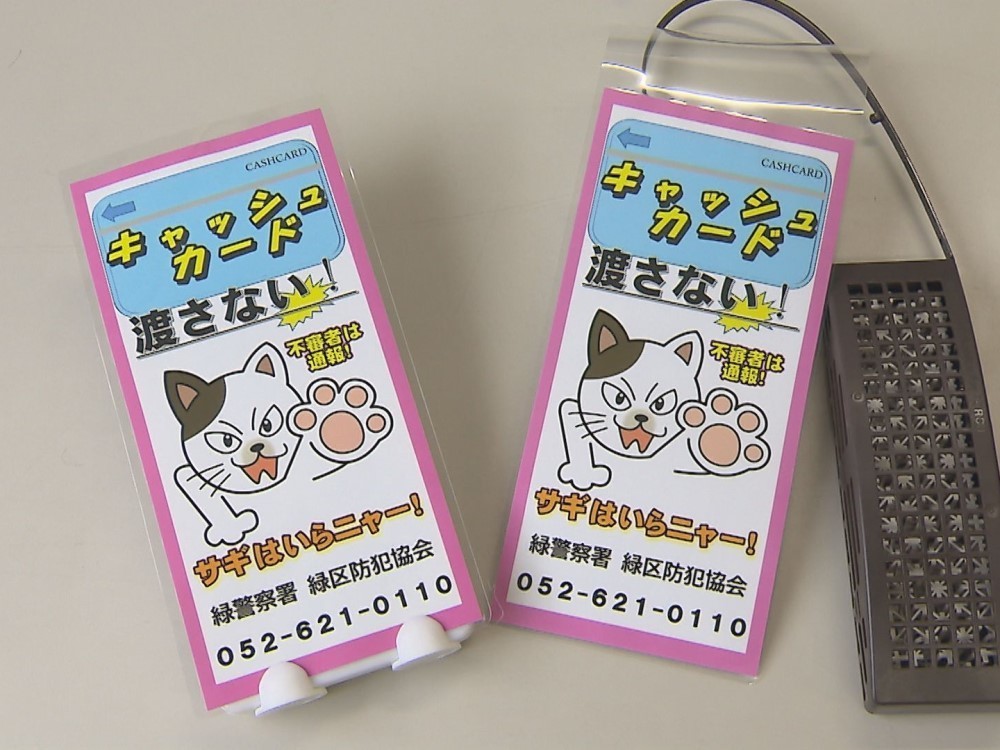 CASHCARD
キャッシュ
カード
渡さない!
不審者は
通報!
サギはいらニャー!
緑警察署 緑区防犯協会
052-621-0110
CASHCARD
キャッシュ
カード
渡さない!
不審者は
通報!
サギはいらニャー!
緑警察署 緑区防犯協会
052-621-0110